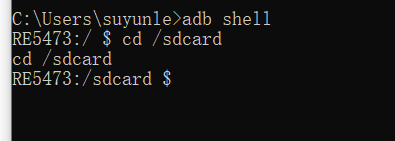 C:\Users\suyunle>adb shell
RE5473:/ $ cd /sdcard
cd /sdcard
RE5473:/sdcard $